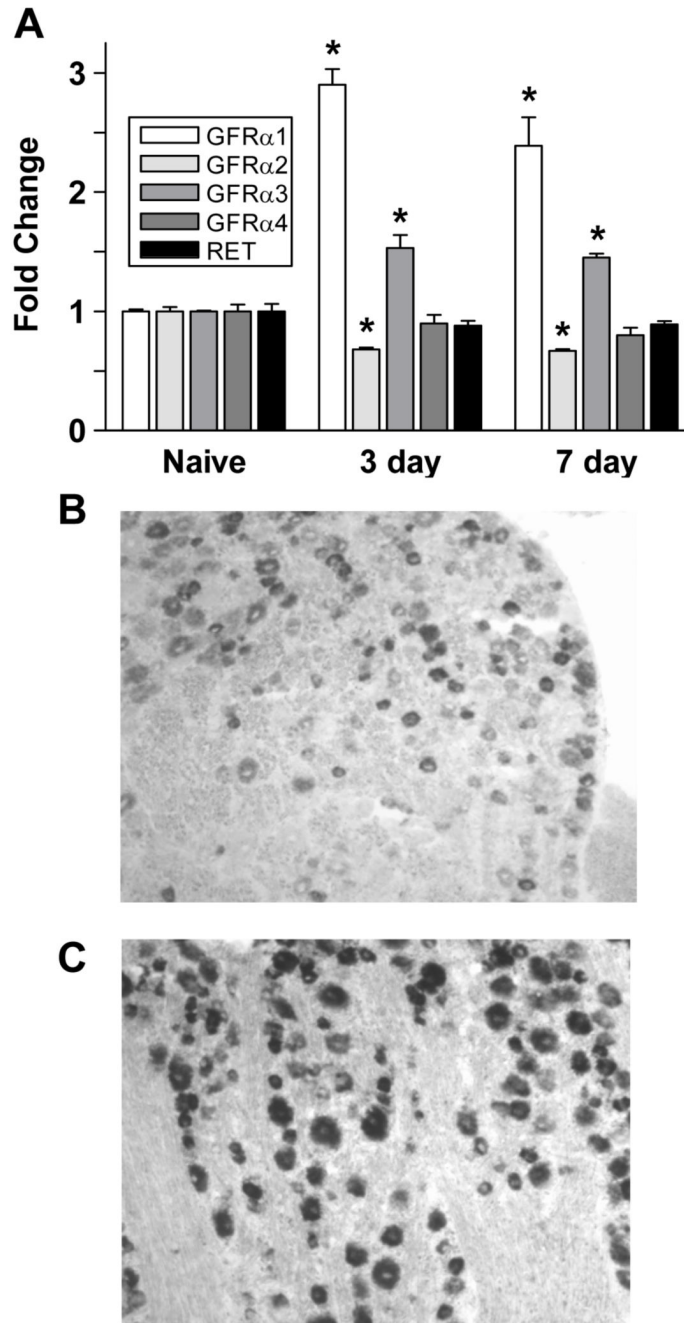 A
*
*
*
*
*
*
3
2
1
0
Fold Change
GFRα1
GFRα2
GFRα3
GFRα4
RET
Naive
3 day
7 day
B
C